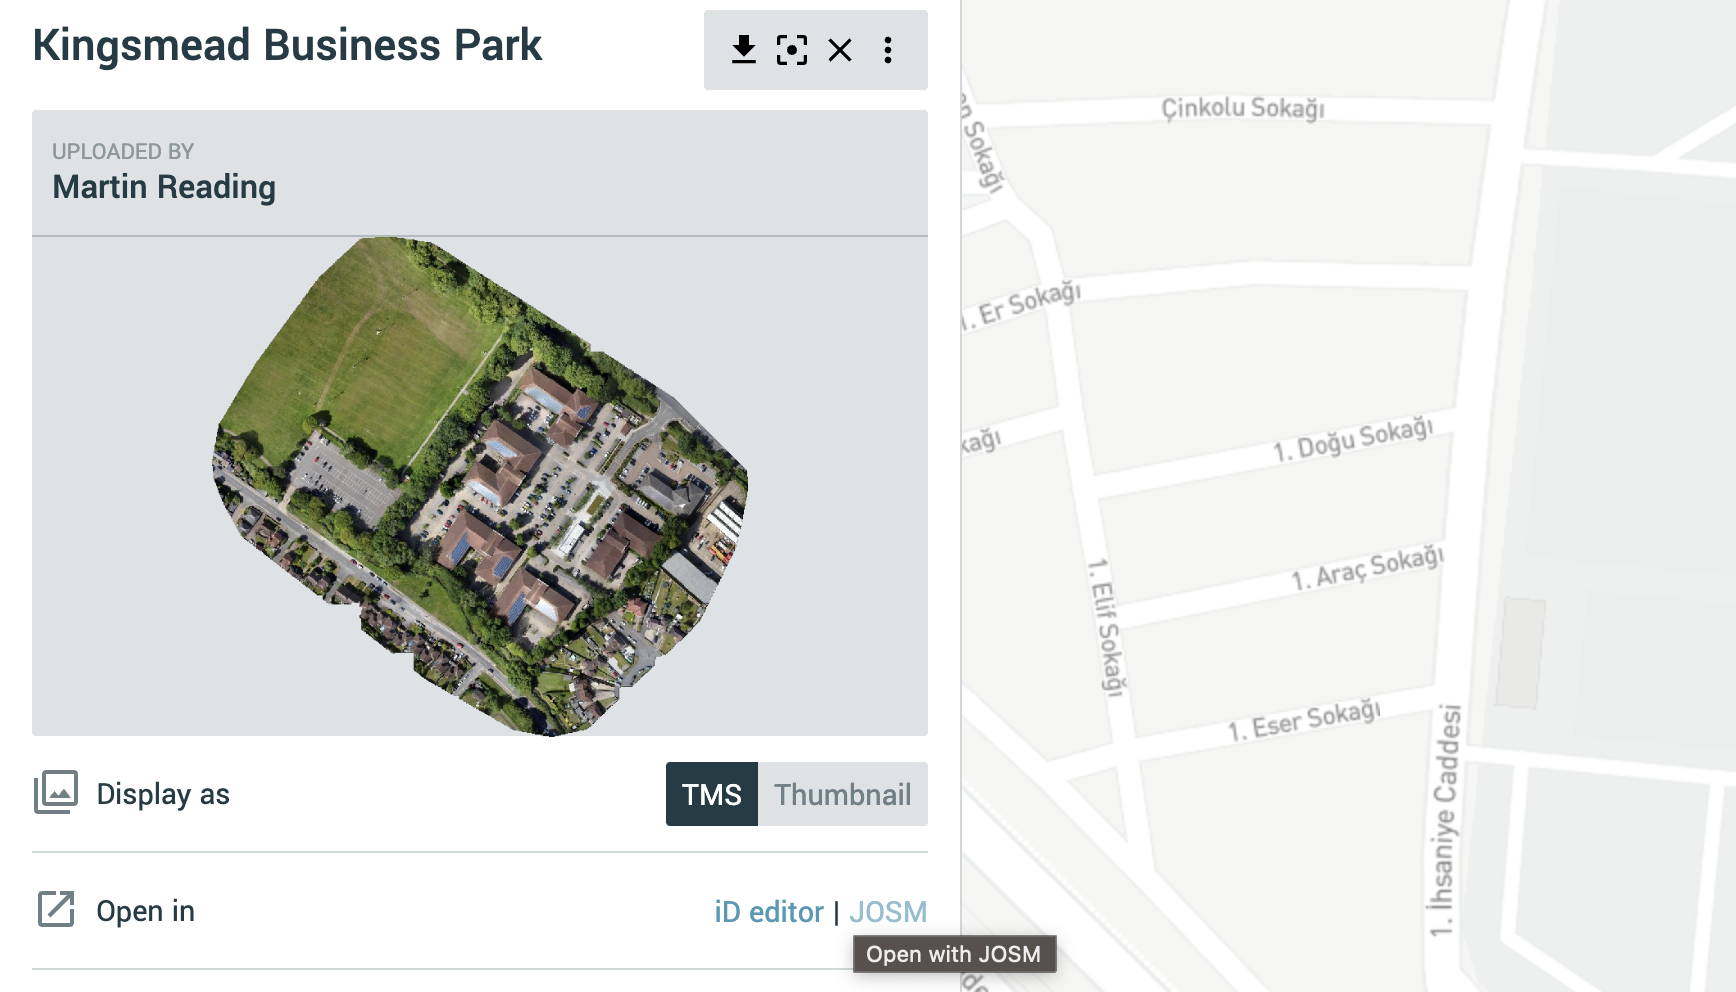 Kingsmead Business Park
UPLOADED BY
Martin Reading
Display as
TMS
Thumbnail
Open in
iD editor | JOSM
Open with JOSM
Çinkolu Sokağı
Sokağı
1. Er Sokağı
1. Doğu Sokağı
1. Araç Sokağı
1. Elif Sokağı
1. Eser Sokağı
1. İhsaniye Caddesi